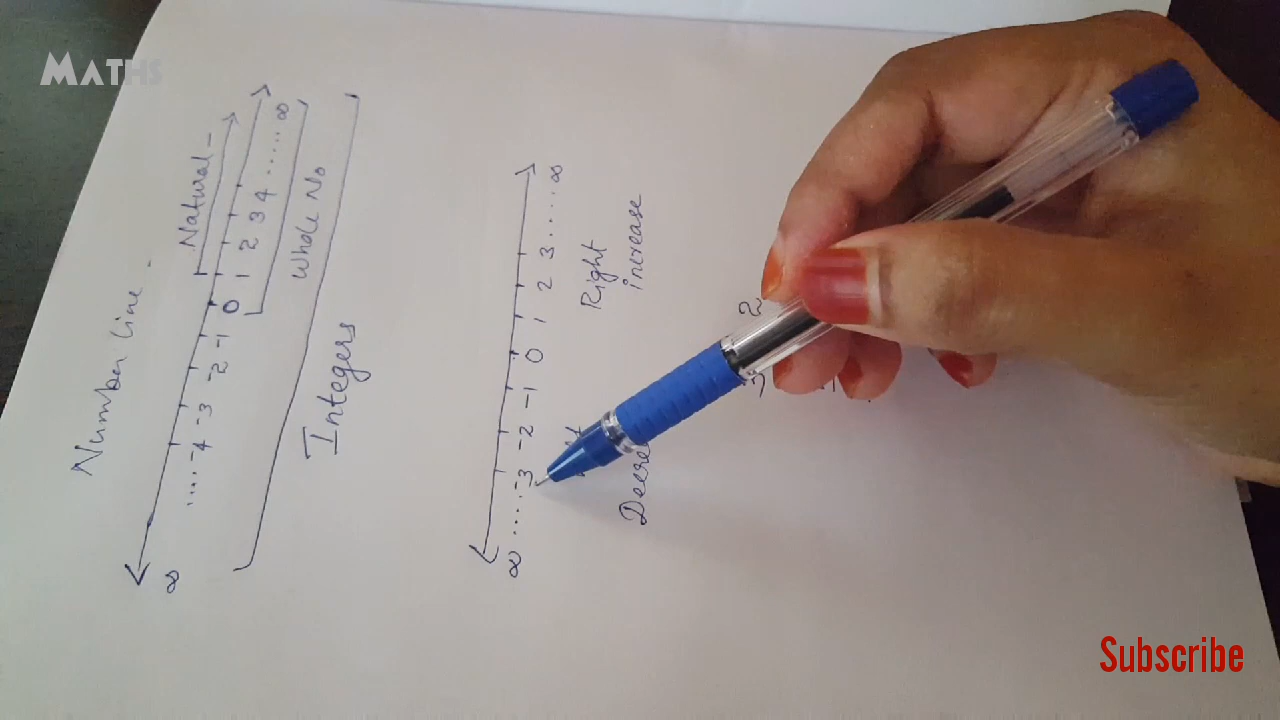 MATHS
Number line -
Natural -
∞ ..... -4 -3 -2 -1 0 1 2 3 4 ...... ∞
Whole No
Integers
∞ ..... -3 -2 -1 0 1 2 3 ..... ∞
Right
increase
2
Subscribe